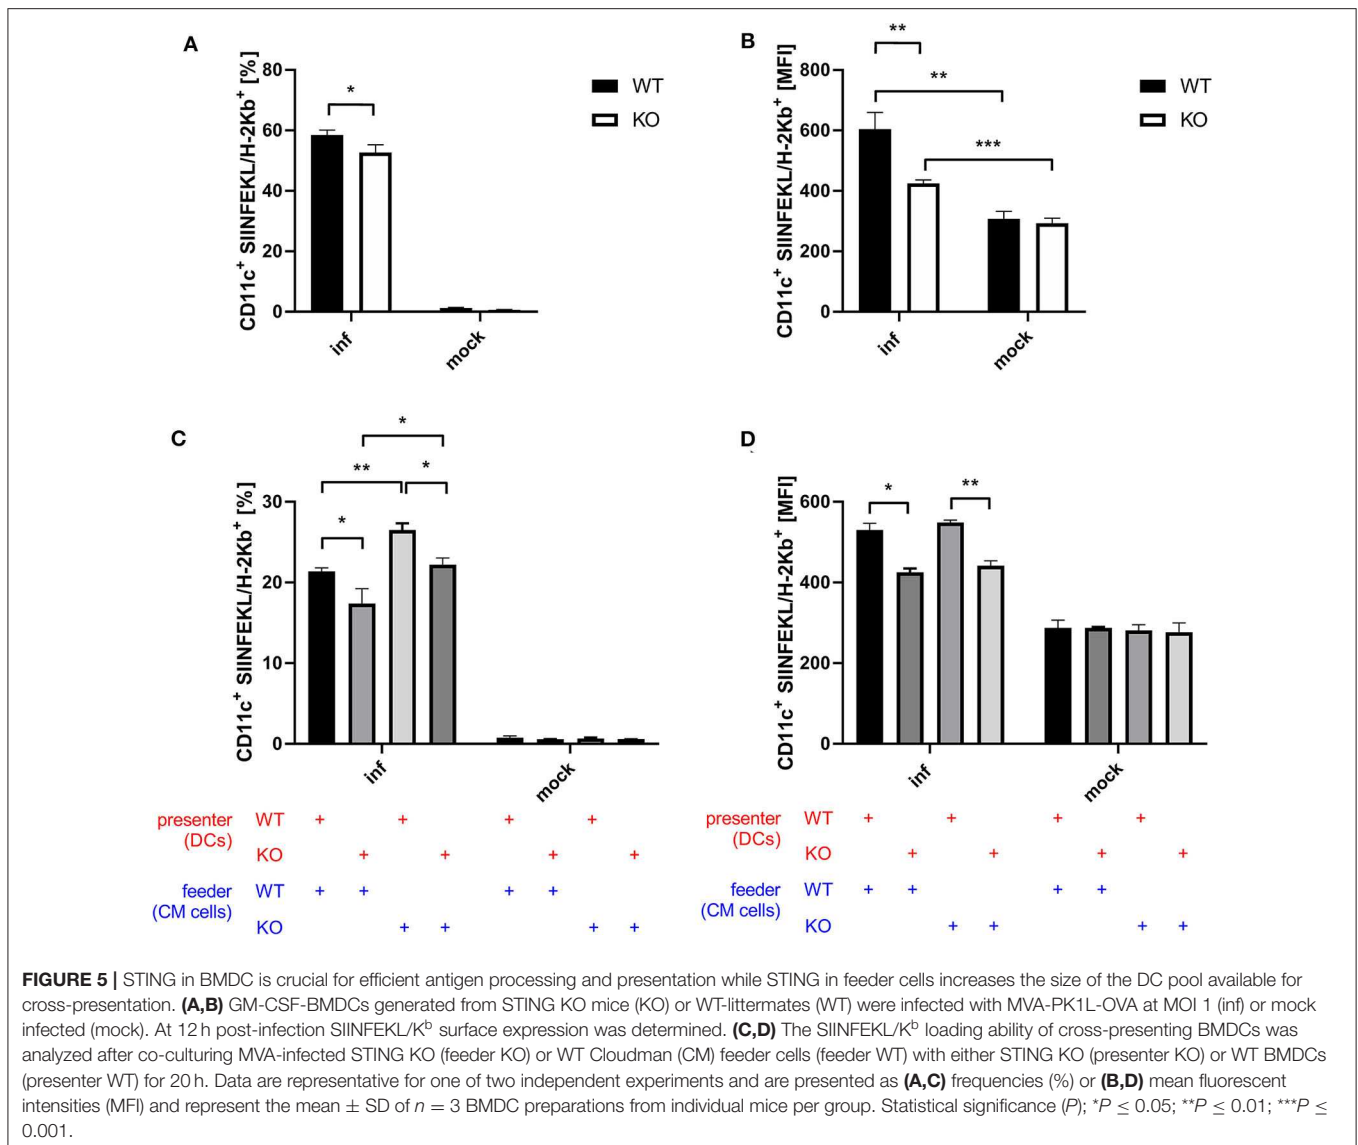 A
CD11c+ SIINFEKL/H-2Kb+ [%]
80
60
40
20
0
*
WT
KO
inf
mock
B
CD11c+ SIINFEKL/H-2Kb+ [MFI]
800
600
400
200
0
**
**
***
WT
KO
inf
mock
C
CD11c+ SIINFEKL/H-2Kb+ [%]
30
20
10
0
*
**
*
*
inf
mock
presenter (DCs)
WT + + + +
KO + + + +
feeder (CM cells)
WT + + + +
KO + + + +
D
CD11c+ SIINFEKL/H-2Kb+ [MFI]
600
400
200
0
*
**
inf
mock
presenter (DCs)
WT + + + +
KO + + + +
feeder (CM cells)
WT + + + +
KO + + + +
FIGURE 5 | STING in BMDC is crucial for efficient antigen processing and presentation while STING in feeder cells increases the size of the DC pool available for
cross-presentation. (A,B) GM-CSF-BMDCs generated from STING KO mice (KO) or WT-littermates (WT) were infected with MVA-PK1L-OVA at MOI 1 (inf) or mock
infected (mock). At 12 h post-infection SIINFEKL/Kb surface expression was determined. (C,D) The SIINFEKL/Kb loading ability of cross-presenting BMDCs was
analyzed after co-culturing MVA-infected STING KO (feeder KO) or WT Cloudman (CM) feeder cells (feeder WT) with either STING KO (presenter KO) or WT BMDCs
(presenter WT) for 20 h. Data are representative for one of two independent experiments and are presented as (A,C) frequencies (%) or (B,D) mean fluorescent
intensities (MFI) and represent the mean ± SD of n = 3 BMDC preparations from individual mice per group. Statistical significance (P); *P ≤ 0.05; **P ≤ 0.01; ***P ≤
0.001.